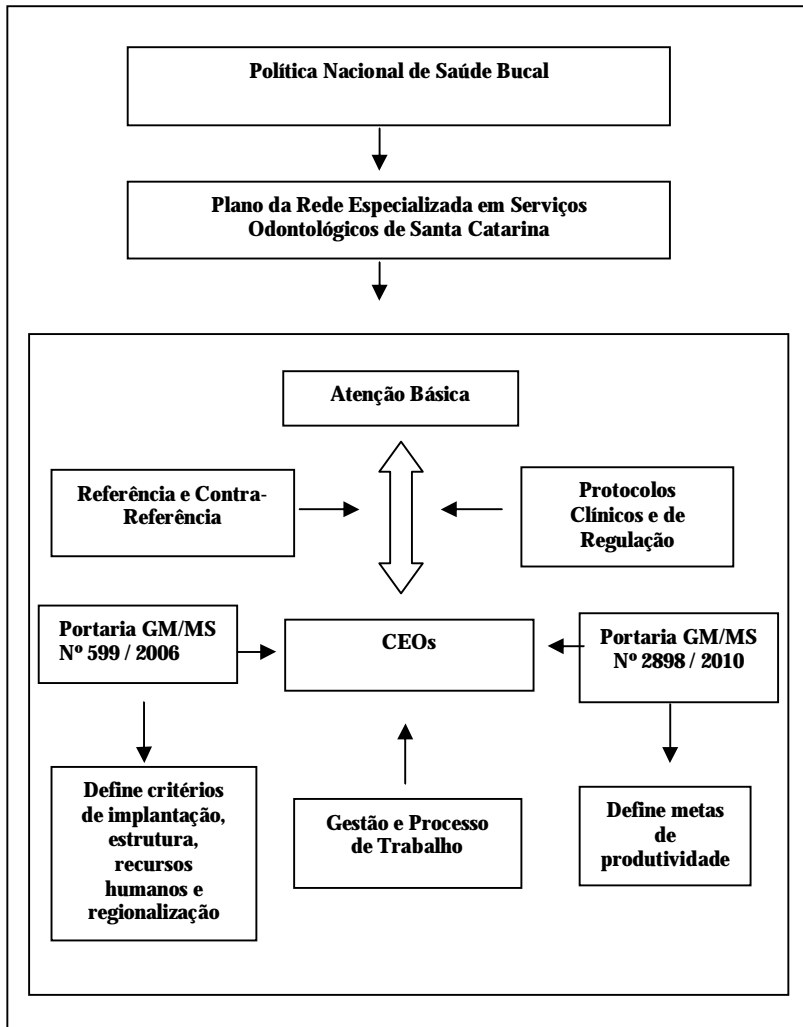 Política Nacional de Saúde Bucal
Plano da Rede Especializada em Serviços
Odontológicos de Santa Catarina
Atenção Básica
Referência e Contra-
Referência
Protocolos
Clínicos e de
Regulação
Portaria GM/MS
Nº 599 / 2006
CEOs
Portaria GM/MS
Nº 2898 / 2010
Define critérios
de implantação,
estrutura,
recursos
humanos e
regionalização
Gestão e Processo
de Trabalho
Define metas
de
produtividade